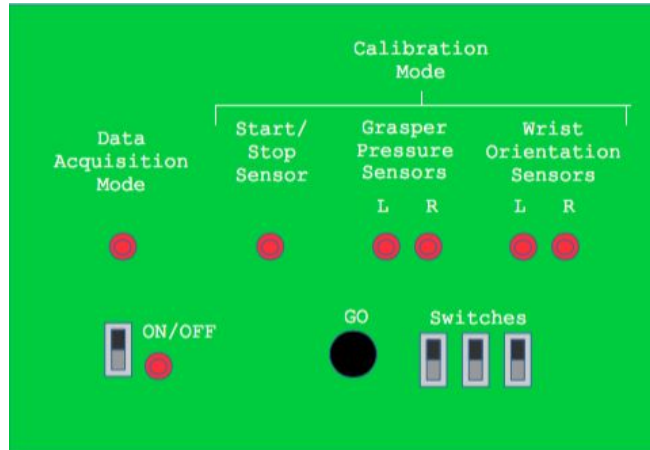 Calibration
Mode
Data
Acquisition
Mode
Start/
Stop
Sensor
Grasper
Pressure
Sensors
L R
Wrist
Orientation
Sensors
L R
ON/OFF
GO
Switches